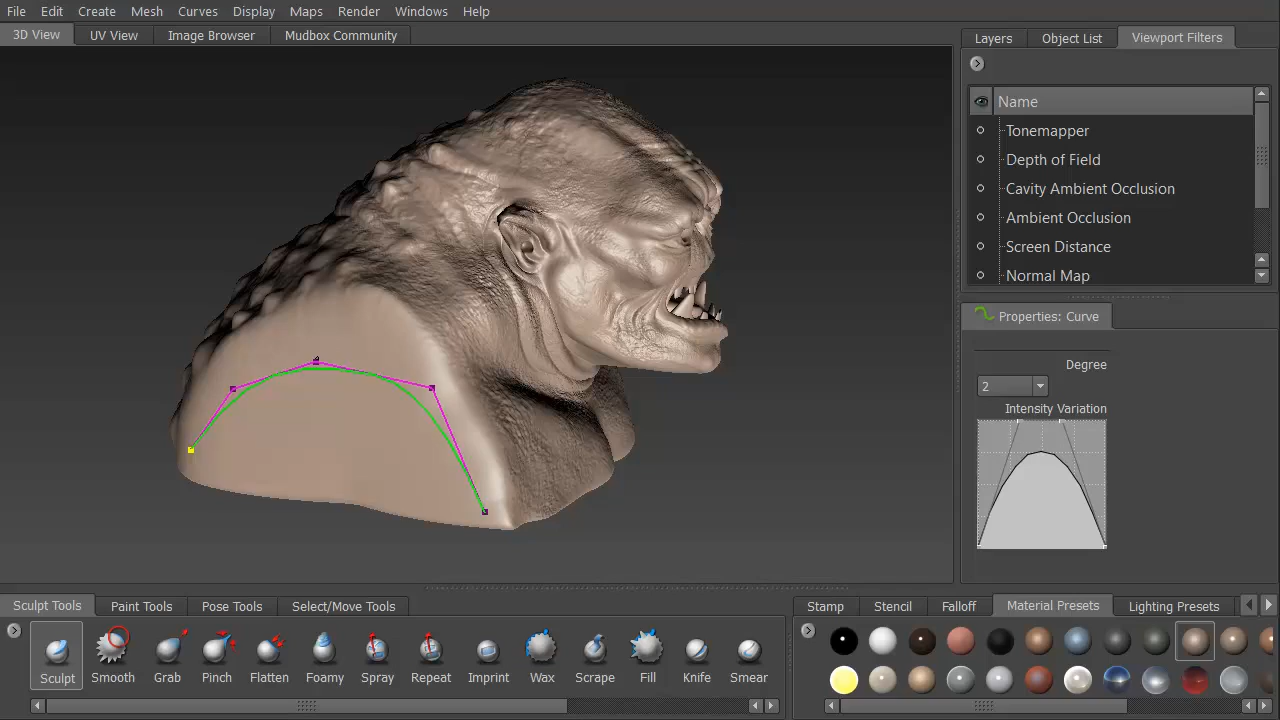 File Edit Create Mesh Curves Display Maps Render Windows Help
3D View UV View Image Browser Mudbox Community
Layers Object List Viewport Filters
Name
Tonemapper
Depth of Field
Cavity Ambient Occlusion
Ambient Occlusion
Screen Distance
Normal Map
Properties: Curve
Degree
2
Intensity Variation
Sculpt Tools Paint Tools Pose Tools Select/Move Tools
Sculpt Smooth Grab Pinch Flatten Foamy Spray Repeat Imprint Wax Scrape Fill Knife Smear
Stamp Stencil Falloff Material Presets Lighting Presets